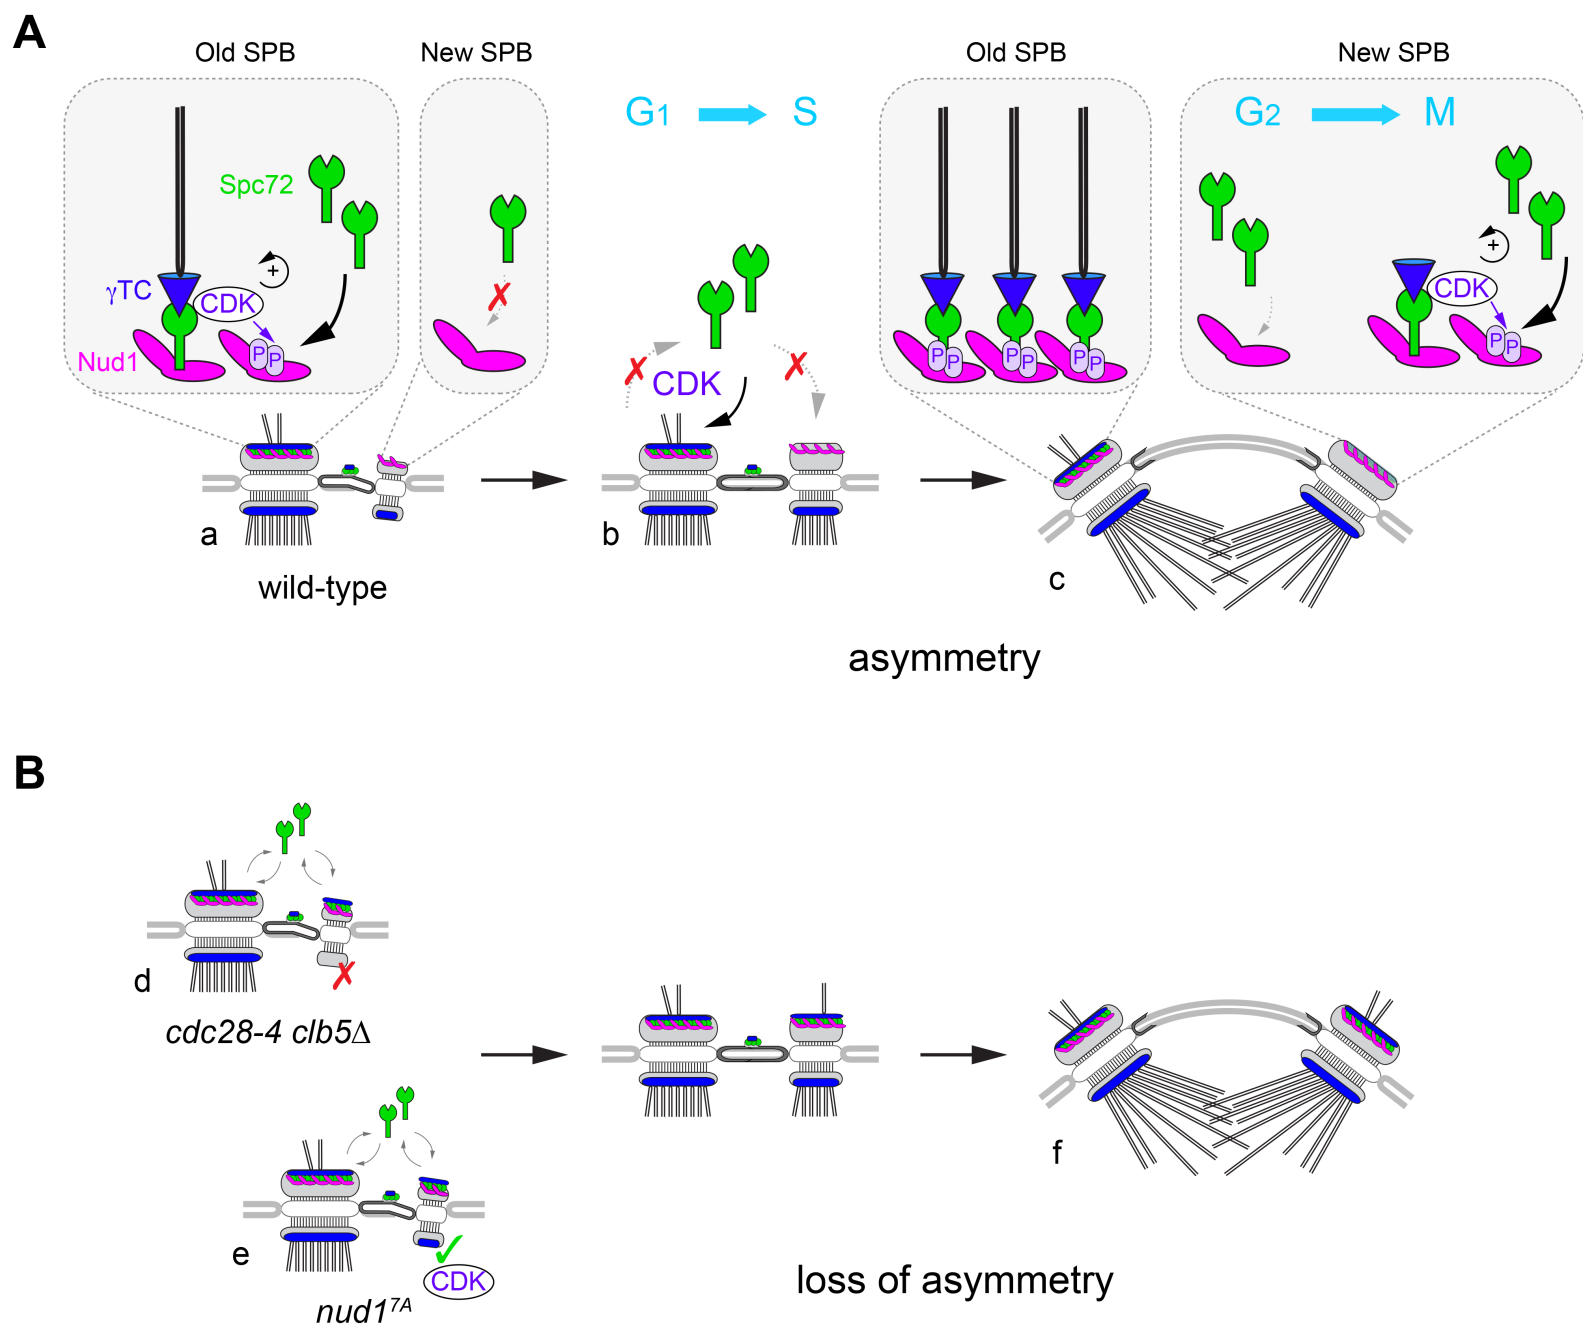 A
Old SPB
New SPB
G1
S
Old SPB
New SPB
G2
M
Spc72
γTC
CDK
+
Nud1
P
P
CDK
P
P
P
P
P
P
CDK
+
P
P
a
b
c
wild-type
asymmetry
B
d
cdc28-4 clb5Δ
e
CDK
nud1⁷ᴬ
f
loss of asymmetry